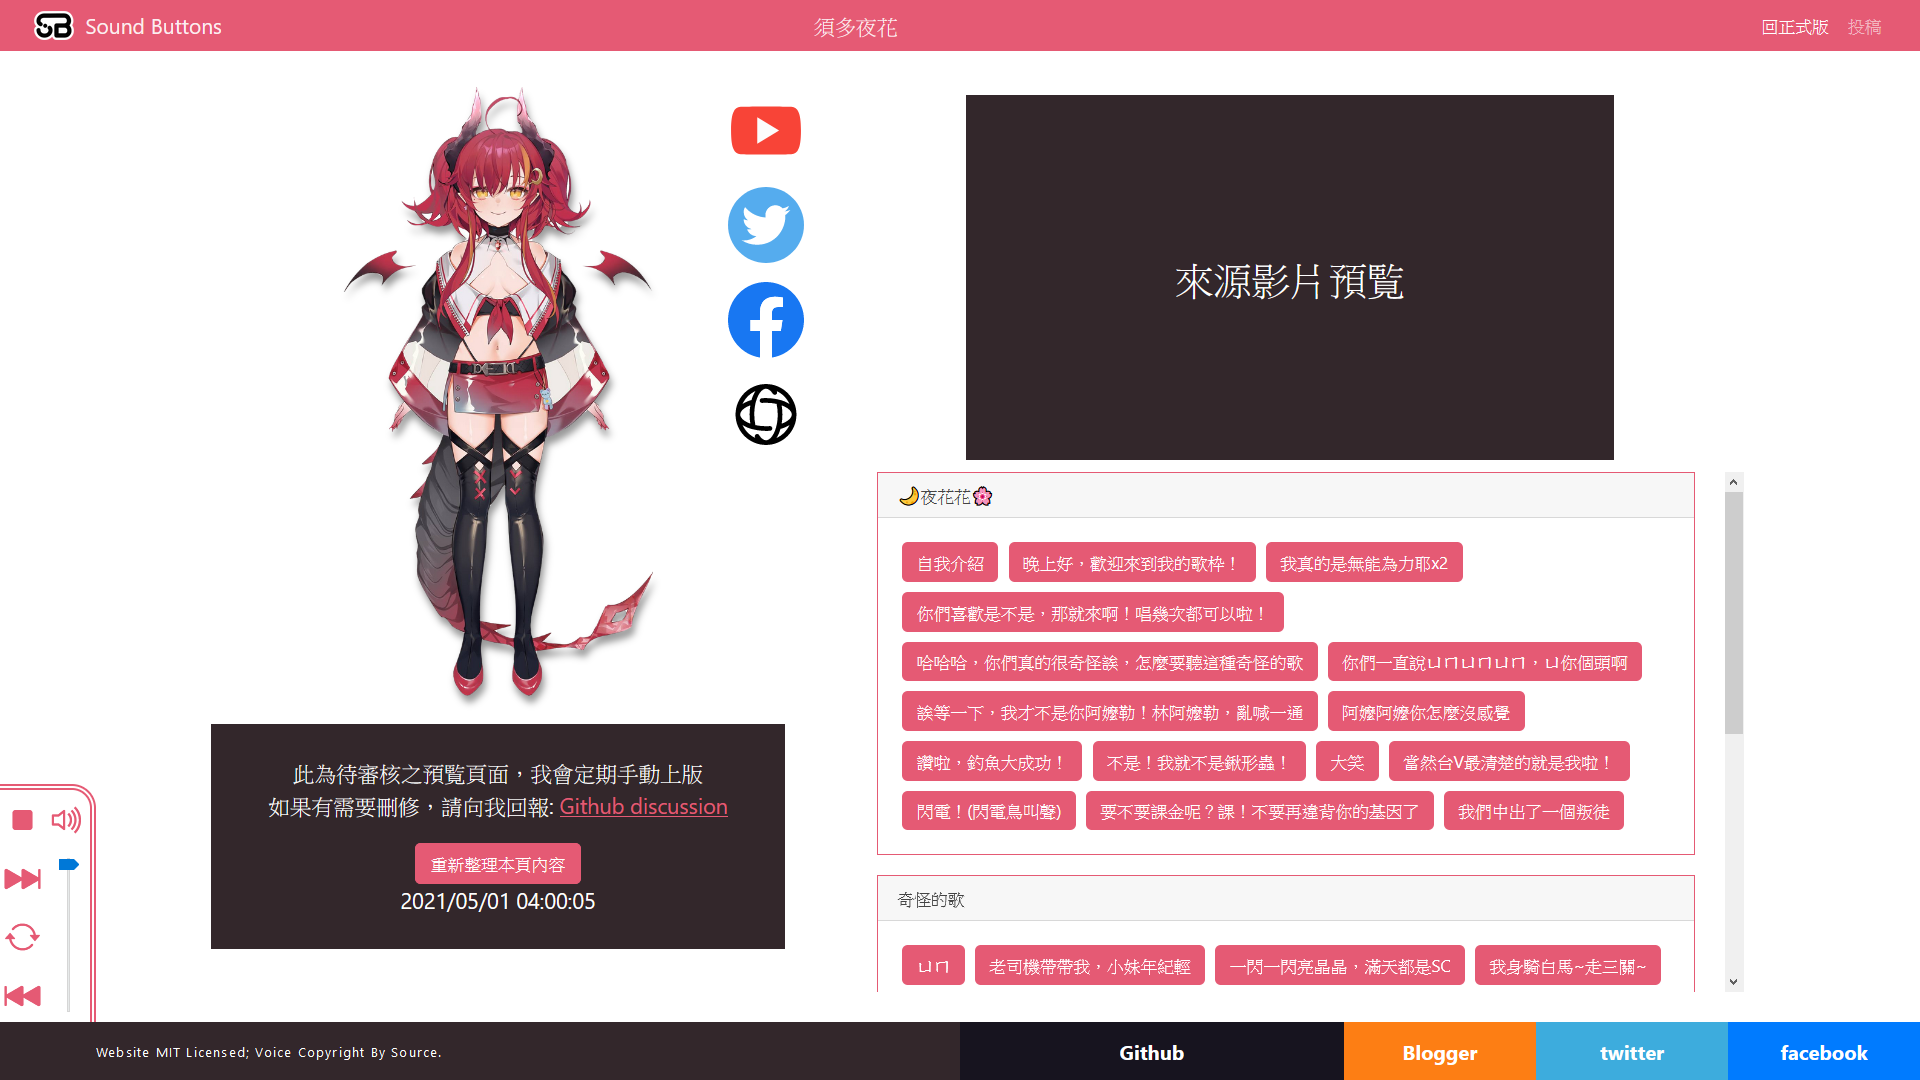 SB Sound Buttons
須多夜花
回正式版 投稿
來源影片預覧
🌙夜花花🌸
自我介紹 晚上好，歡迎來到我的歌枠！ 我真的是無能為力耶x2
你們喜歡是不是，那就來啊！唱幾次都可以啦！
哈哈哈，你們真的很奇怪誒，怎麼要聽這種奇怪的歌 你們一直說ㄩㄇㄩㄇㄩㄇ，ㄩ你個頭啊
誒等一下，我才不是你阿嬤勒！林阿嬤勒，亂喊一通 阿嬤阿嬤你怎麼沒感覺
讚啦，釣魚大成功！ 不是！我就不是鍬形蟲！ 大笑 當然台V最清楚的就是我啦！
閃電！(閃電鳥叫聲) 要不要課金呢？課！不要再違背你的基因了 我們中出了一個叛徒
奇怪的歌
ㄩㄇ 老司機帶帶我，小妹年紀輕 一閃一閃亮晶晶，滿天都是SC 我身騎白馬~走三關~
此為待審核之預覧頁面，我會定期手動上版
如果有需要刪修，請向我回報: Github discussion
重新整理本頁內容
2021/05/01 04:00:05
Website MIT Licensed; Voice Copyright By Source.
Github Blogger twitter facebook